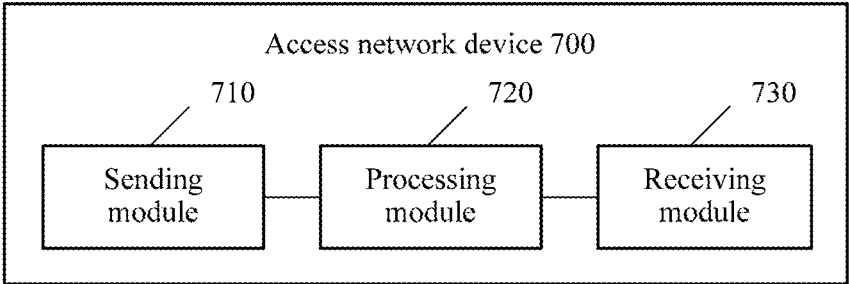 Access network device 700
710
720
730
Sending
module
Processing
module
Receiving
module